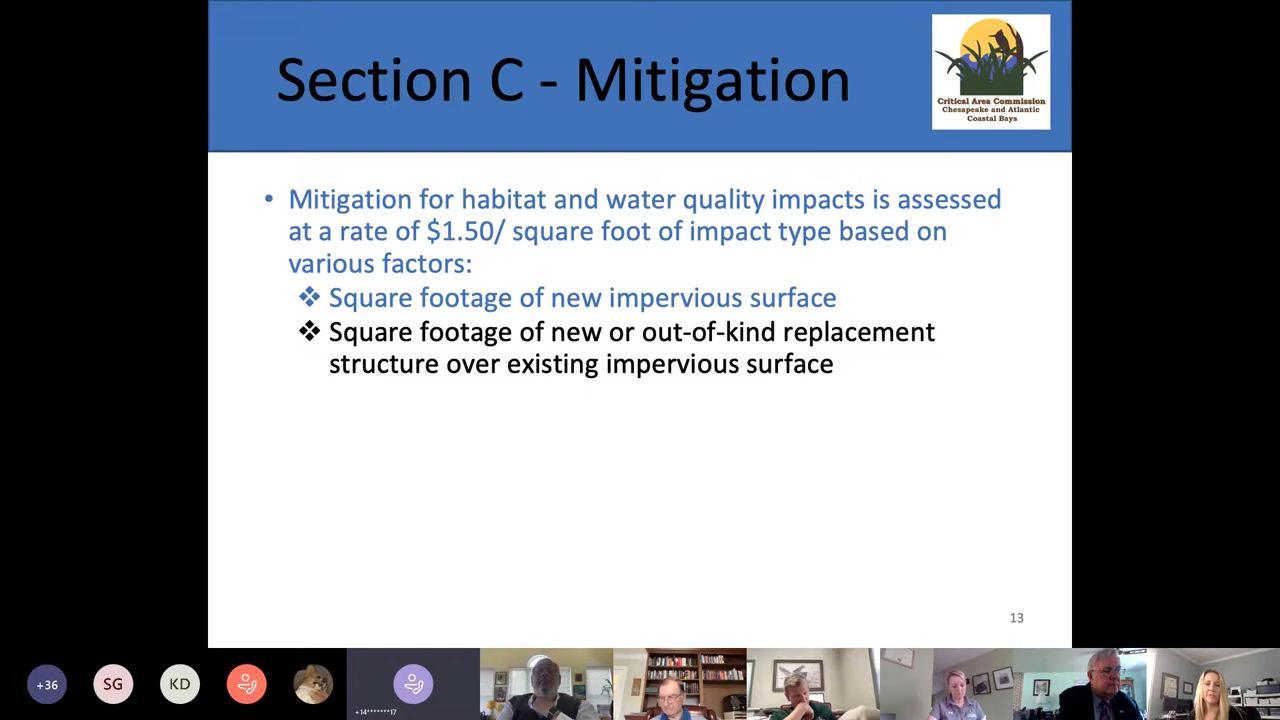 Section C - Mitigation
Critical Area Commission
Chesapeake and Atlantic
Coastal Bays
• Mitigation for habitat and water quality impacts is assessed
at a rate of $1.50/ square foot of impact type based on
various factors:
❖ Square footage of new impervious surface
❖ Square footage of new or out-of-kind replacement
structure over existing impervious surface
13
+36
SG
KD
+14*******17